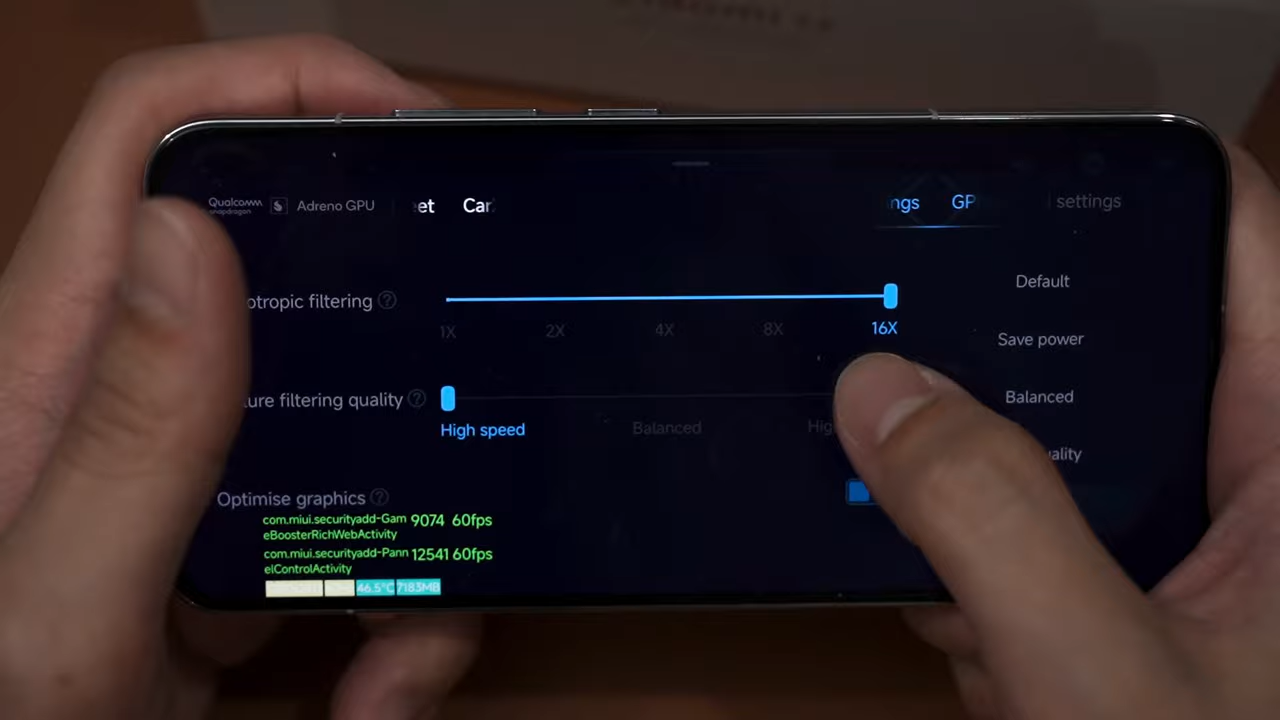 Qualcomm
snapdragon
Adreno GPU
et Car
ngs GP
settings
otropic filtering ?
1X 2X 4X 8X 16X
ure filtering quality ?
High speed Balanced Hig
Default
Save power
Balanced
ality
Optimise graphics ?
com.miui.securityadd-Gam 9074 60fps
eBoosterRichWebActivity
com.miui.securityadd-Pann 12541 60fps
elControlActivity
46.5°C 7183MB